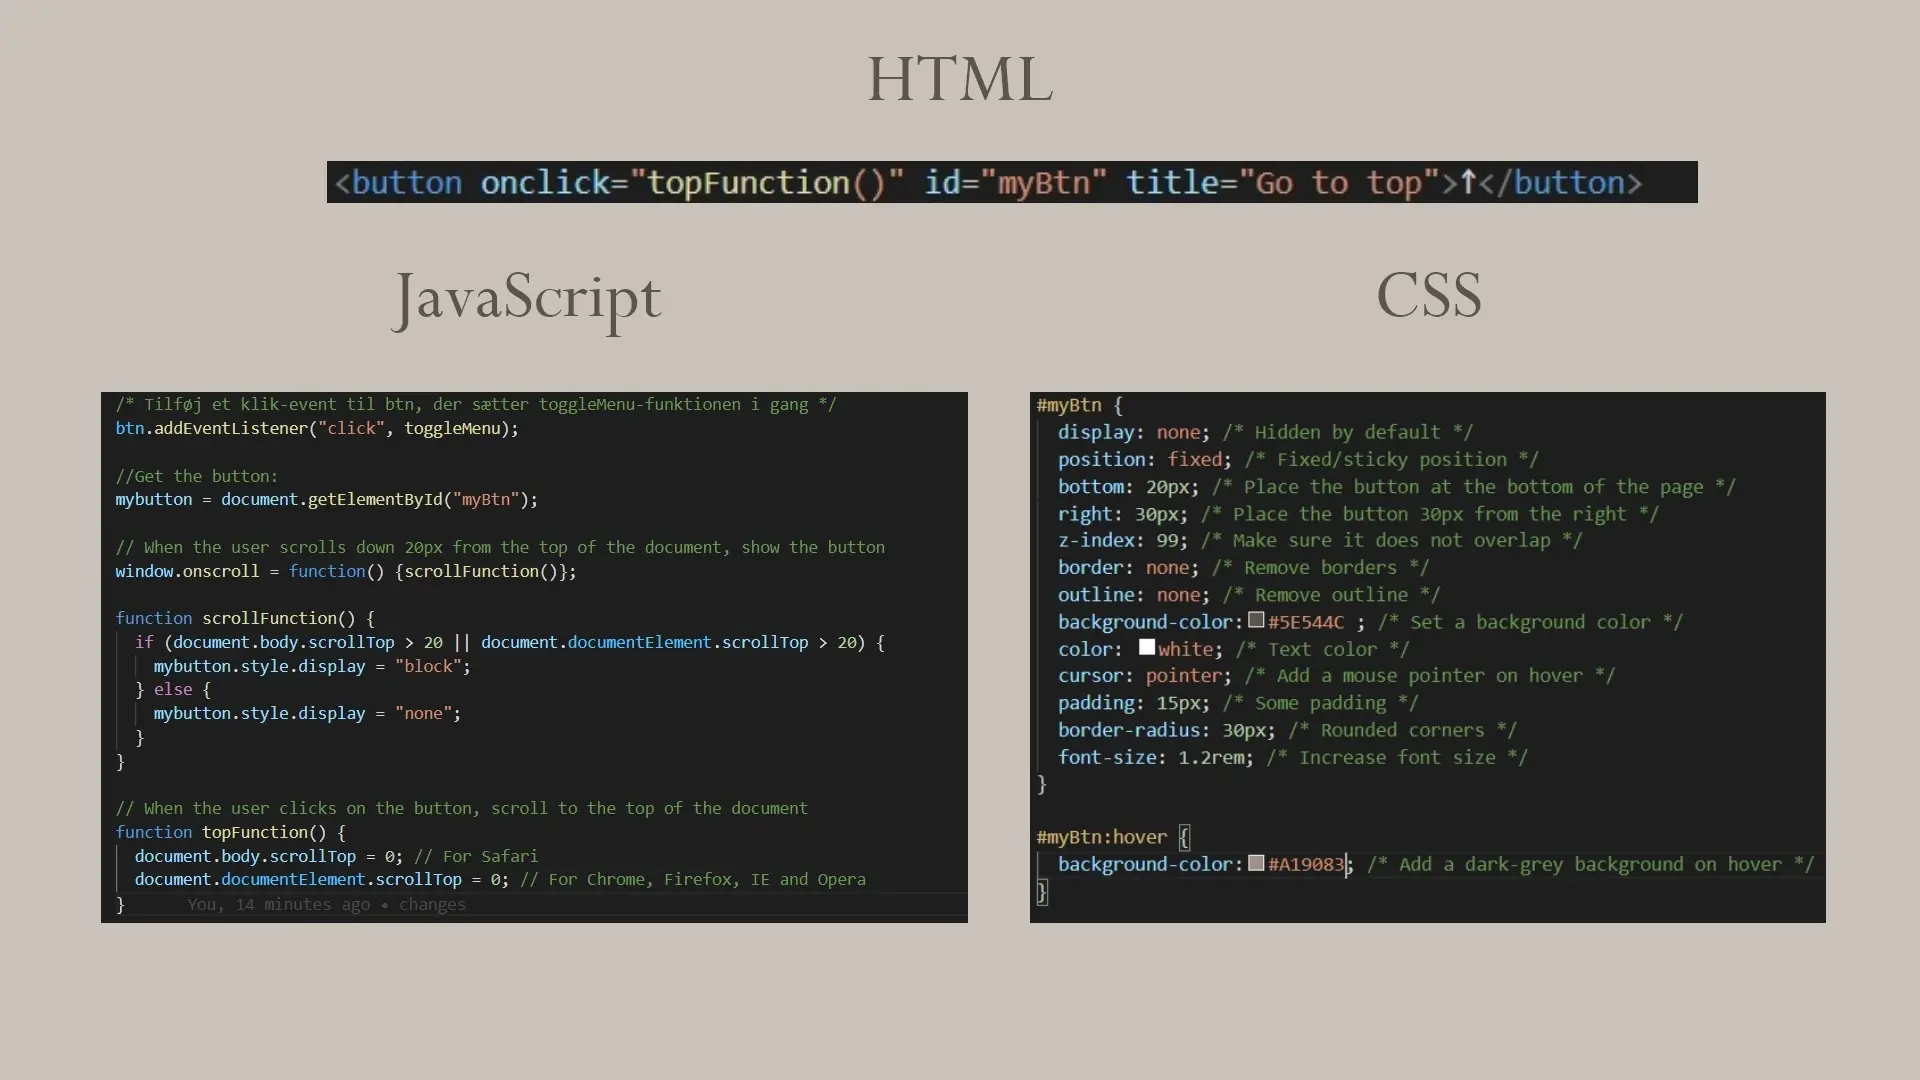 HTML
<button onclick="topFunction()" id="myBtn" title="Go to top">↑</button>
JavaScript
/* Tilføj et klik-event til btn, der sætter toggleMenu-funktionen i gang */
btn.addEventListener("click", toggleMenu);
//Get the button:
mybutton = document.getElementById("myBtn");
// When the user scrolls down 20px from the top of the document, show the button
window.onscroll = function() {scrollFunction()};
function scrollFunction() {
if (document.body.scrollTop > 20 || document.documentElement.scrollTop > 20) {
mybutton.style.display = "block";
} else {
mybutton.style.display = "none";
}
}
// When the user clicks on the button, scroll to the top of the document
function topFunction() {
document.body.scrollTop = 0; // For Safari
document.documentElement.scrollTop = 0; // For Chrome, Firefox, IE and Opera
} You, 14 minutes ago • changes
CSS
#myBtn {
display: none; /* Hidden by default */
position: fixed; /* Fixed/sticky position */
bottom: 20px; /* Place the button at the bottom of the page */
right: 30px; /* Place the button 30px from the right */
z-index: 99; /* Make sure it does not overlap */
border: none; /* Remove borders */
outline: none; /* Remove outline */
background-color: #5E544C ; /* Set a background color */
color: white; /* Text color */
cursor: pointer; /* Add a mouse pointer on hover */
padding: 15px; /* Some padding */
border-radius: 30px; /* Rounded corners */
font-size: 1.2rem; /* Increase font size */
}
#myBtn:hover {
background-color: #A19083; /* Add a dark-grey background on hover */
}